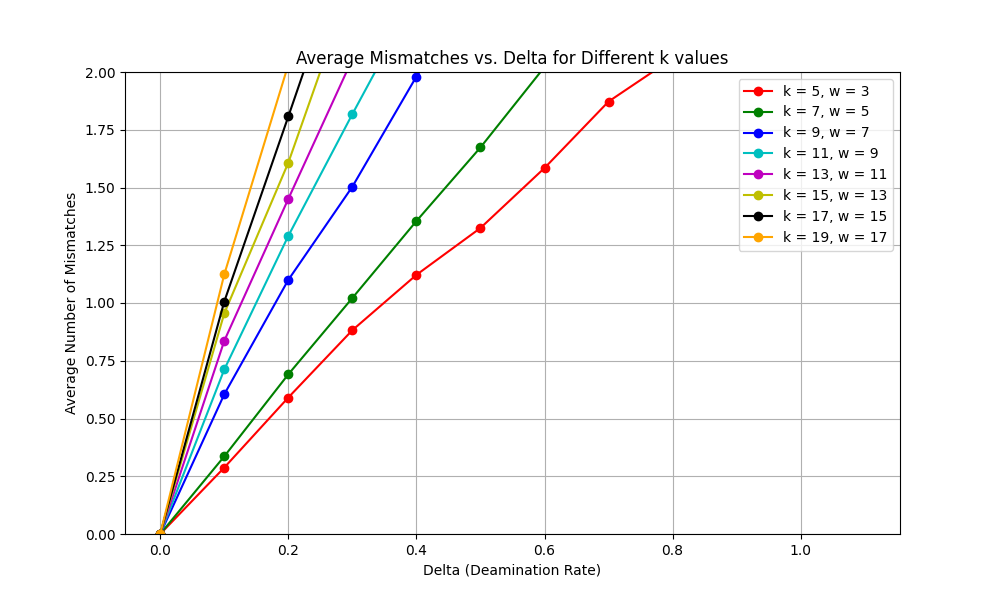 Average Mismatches vs. Delta for Different k values
Average Number of Mismatches
2.00
1.75
1.50
1.25
1.00
0.75
0.50
0.25
0.00
k = 5, w = 3
k = 7, w = 5
k = 9, w = 7
k = 11, w = 9
k = 13, w = 11
k = 15, w = 13
k = 17, w = 15
k = 19, w = 17
0.0 0.2 0.4 0.6 0.8 1.0
Delta (Deamination Rate)